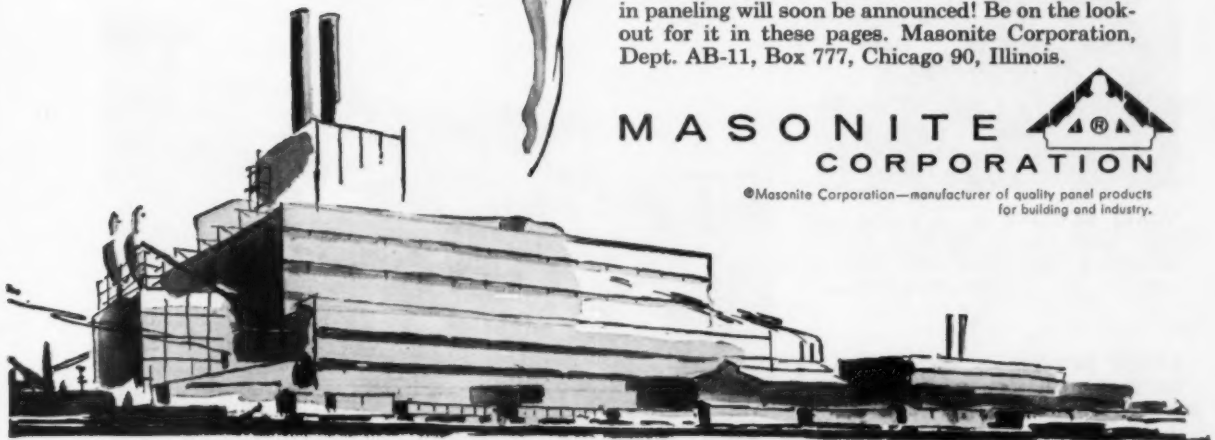 in paneling will soon be announced! Be on the look-
out for it in these pages. Masonite Corporation,
Dept. AB-11, Box 777, Chicago 90, Illinois.
MASONITE
®
CORPORATION
®Masonite Corporation—manufacturer of quality panel products
for building and industry.